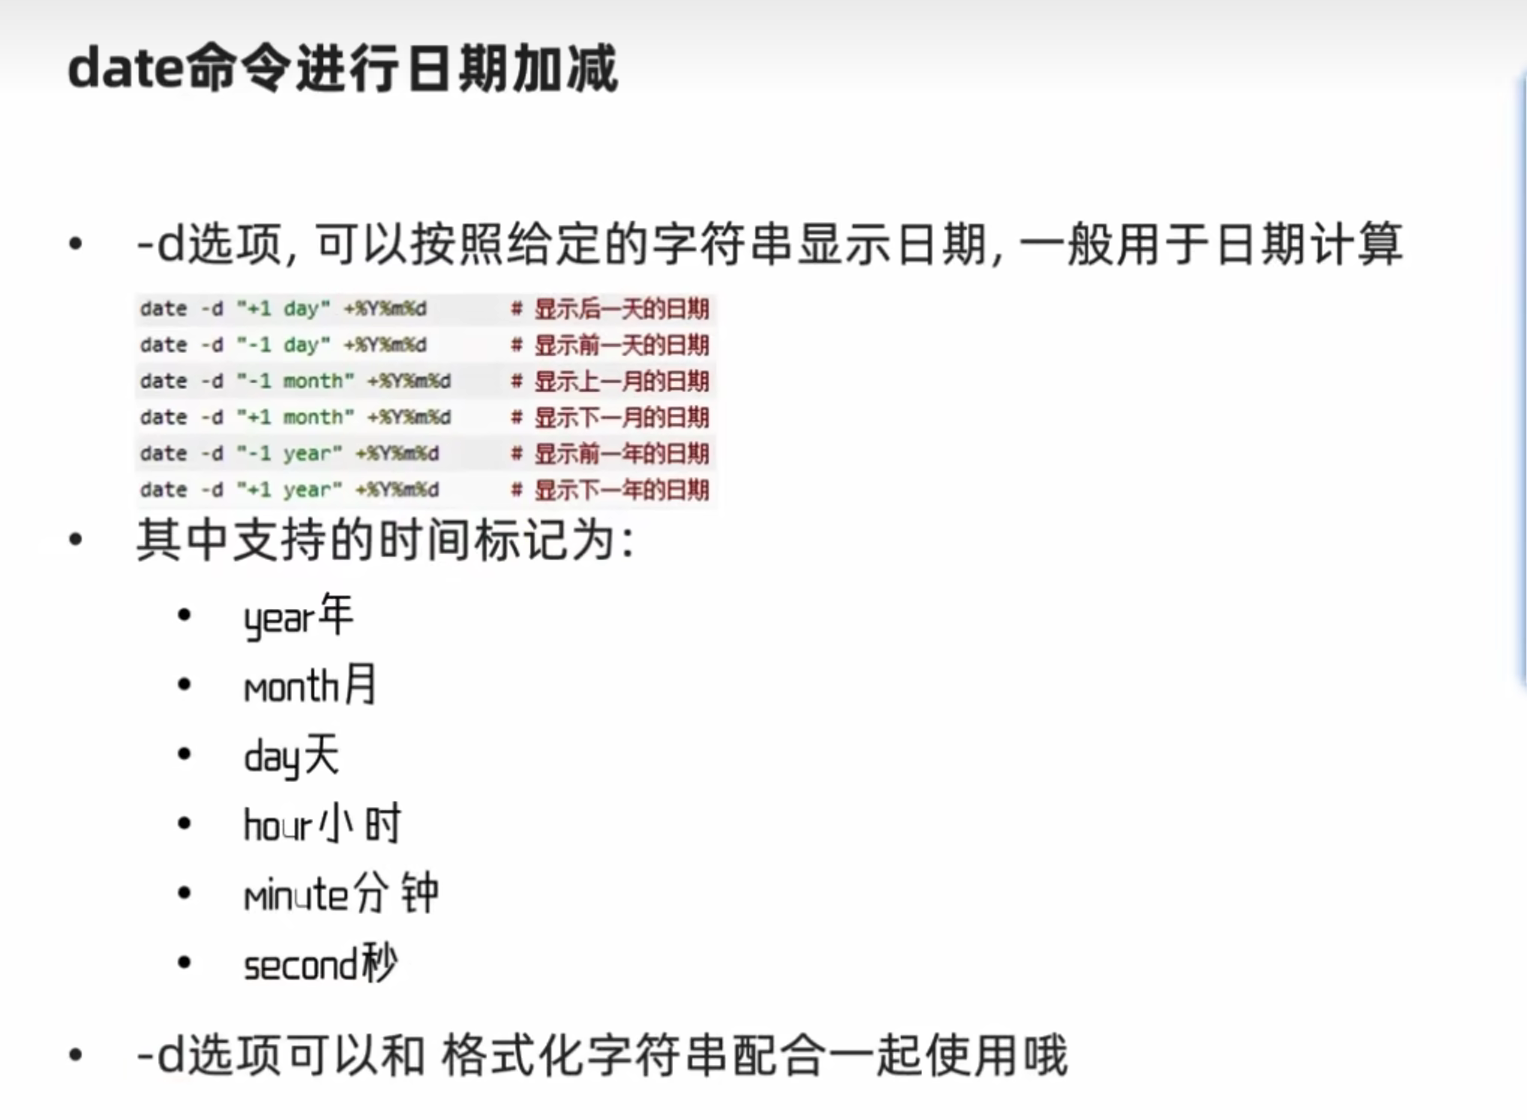 date命令进行日期加减
• -d选项, 可以按照给定的字符串显示日期, 一般用于日期计算
date -d "+1 day" +%Y%m%d # 显示后一天的日期
date -d "-1 day" +%Y%m%d # 显示前一天的日期
date -d "-1 month" +%Y%m%d # 显示上一月的日期
date -d "+1 month" +%Y%m%d # 显示下一月的日期
date -d "-1 year" +%Y%m%d # 显示前一年的日期
date -d "+1 year" +%Y%m%d # 显示下一年的日期
• 其中支持的时间标记为:
• year年
• month月
• day天
• hour小时
• minute分钟
• second秒
• -d选项可以和 格式化字符串配合一起使用哦